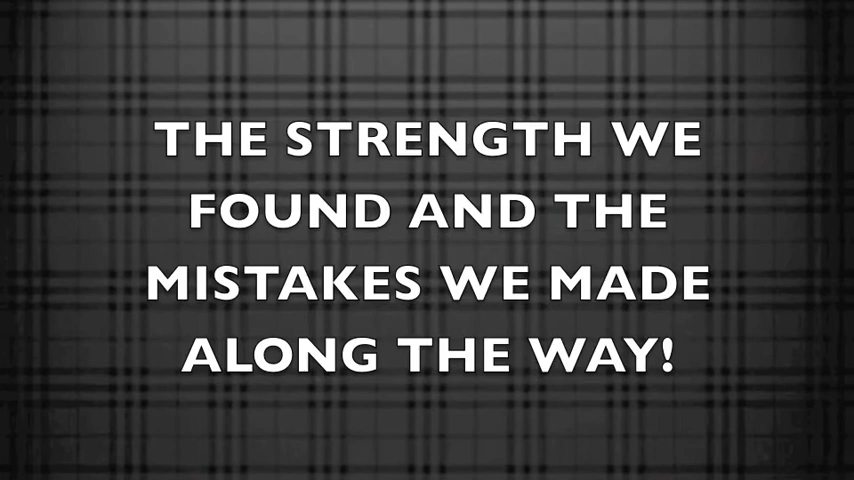 THE STRENGTH WE
FOUND AND THE
MISTAKES WE MADE
ALONG THE WAY!